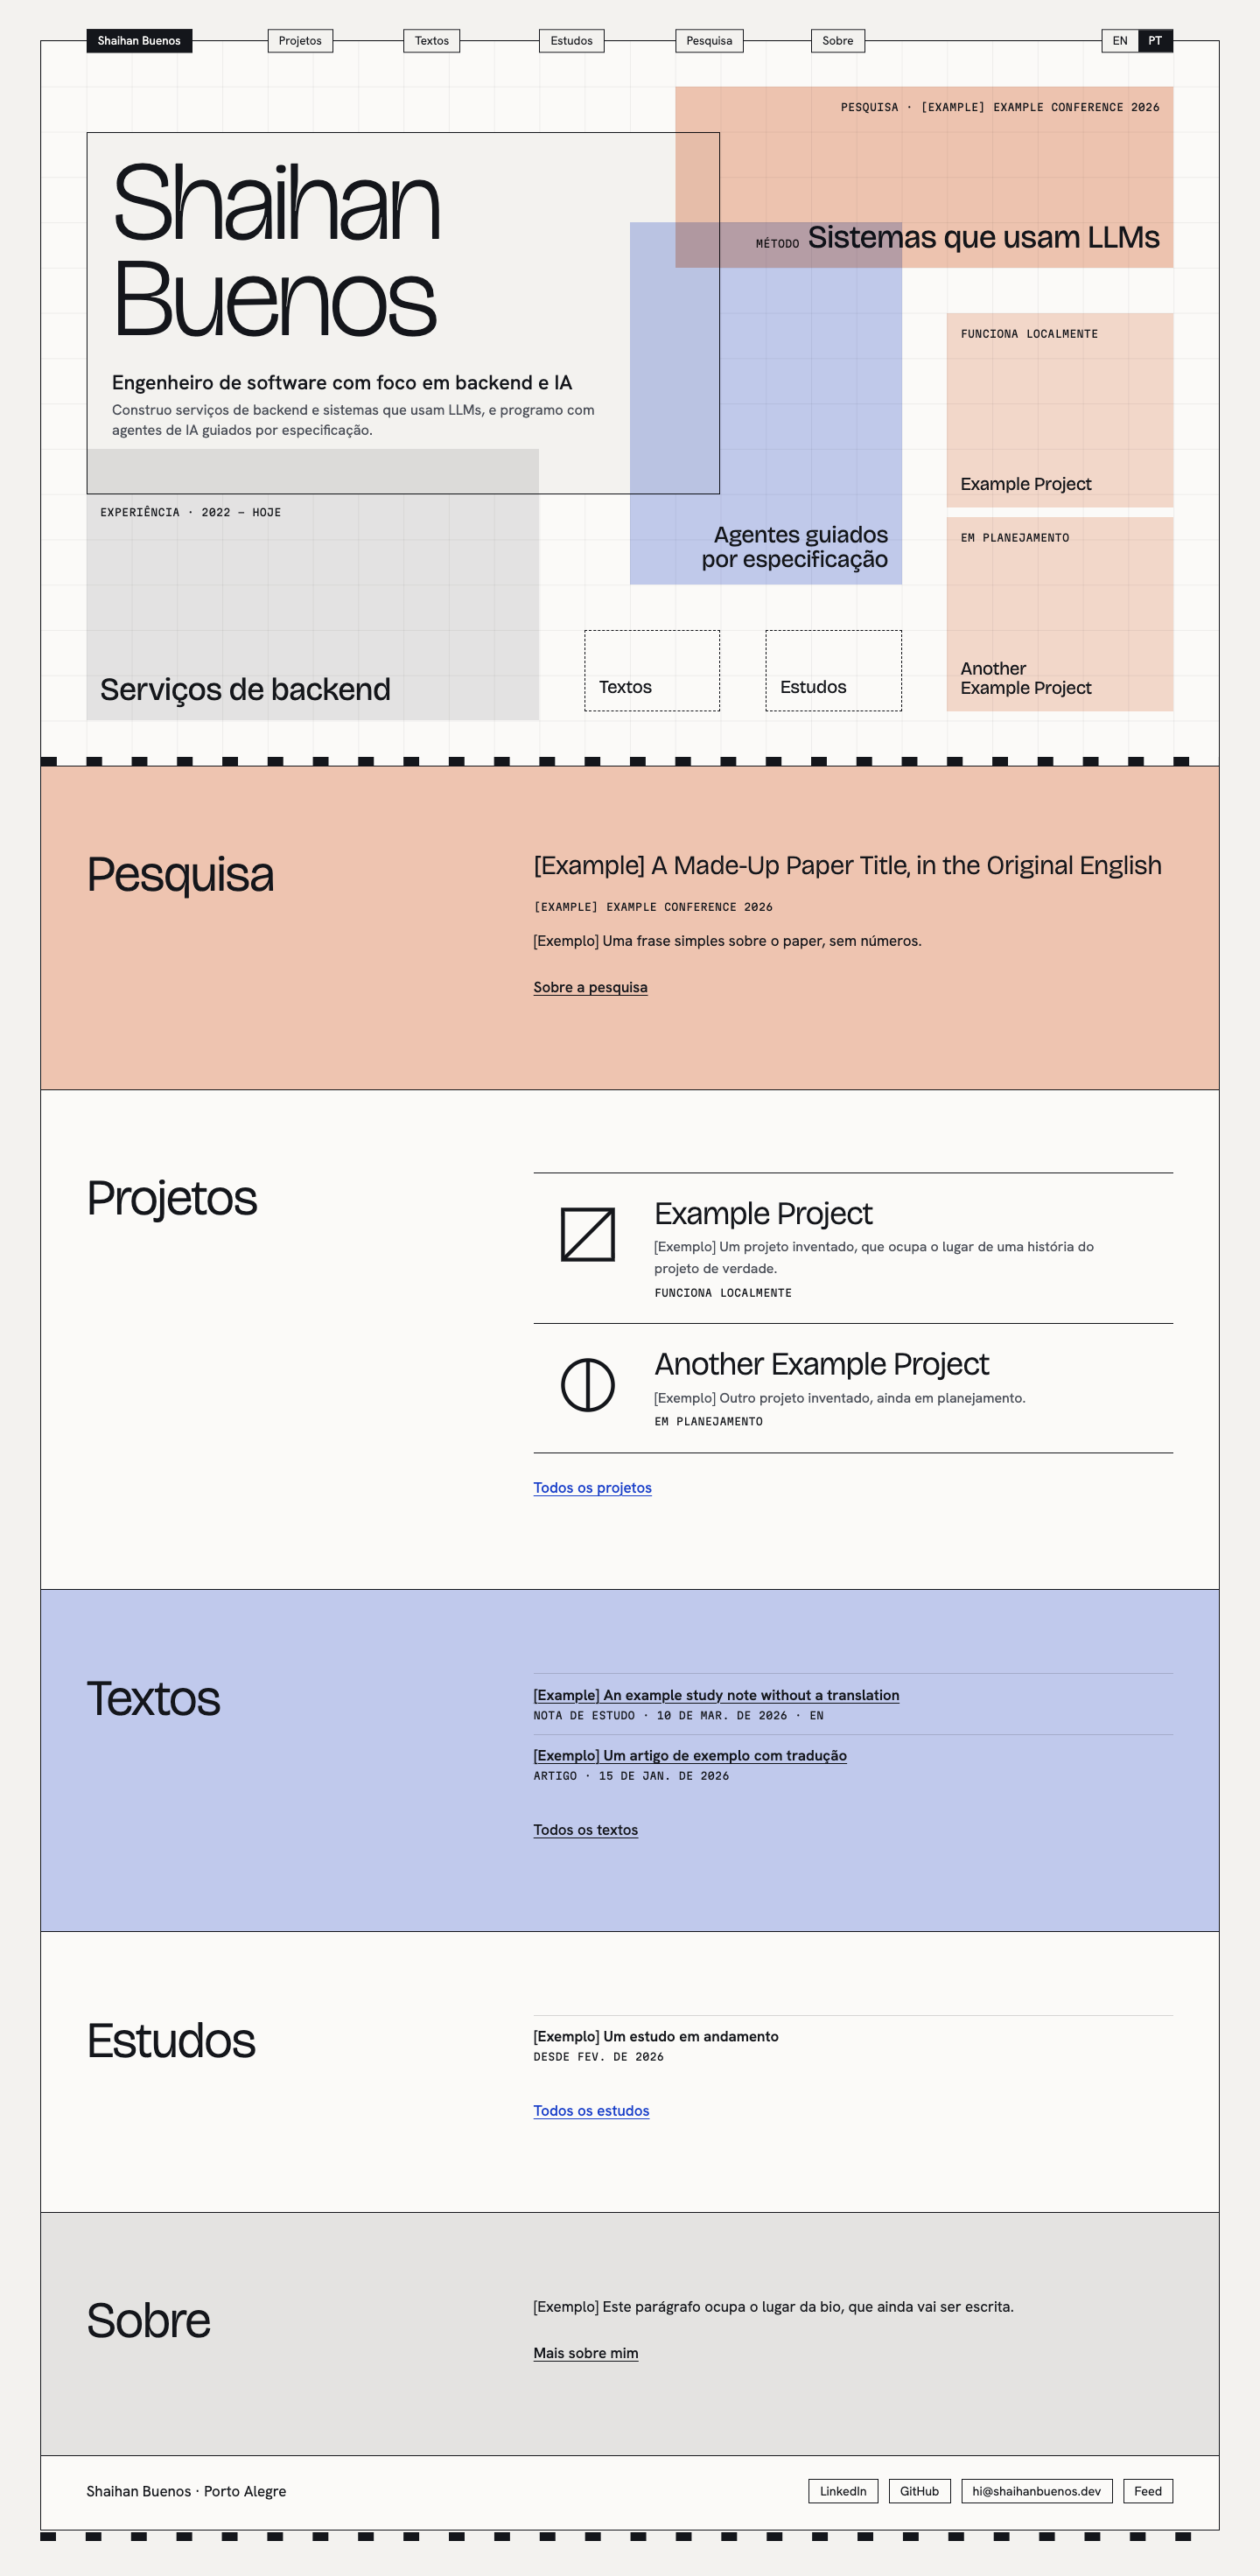 Shaihan Buenos
Projetos
Textos
Estudos
Pesquisa
Sobre
EN
PT
PESQUISA · [EXAMPLE] EXAMPLE CONFERENCE 2026
Sistemas que usam LLMs
Shaihan
Buenos
Engenheiro de software com foco em backend e IA
Construo serviços de backend e sistemas que usam LLMs, e programo com
agentes de IA guiados por especificação.
MÉTODO
Agentes guiados
por especificação
FUNCIONA LOCALMENTE
Example Project
EM PLANEJAMENTO
Another
Example Project
EXPERIÊNCIA · 2022 – HOJE
Serviços de backend
Textos
Estudos
Pesquisa
[Example] A Made-Up Paper Title, in the Original English
[EXAMPLE] EXAMPLE CONFERENCE 2026
[Exemplo] Uma frase simples sobre o paper, sem números.
Sobre a pesquisa
Projetos
Example Project
[Exemplo] Um projeto inventado, que ocupa o lugar de uma história do
projeto de verdade.
FUNCIONA LOCALMENTE
Another Example Project
[Exemplo] Outro projeto inventado, ainda em planejamento.
EM PLANEJAMENTO
Todos os projetos
Textos
[Example] An example study note without a translation
NOTA DE ESTUDO · 10 DE MAR. DE 2026 · EN
[Exemplo] Um artigo de exemplo com tradução
ARTIGO · 15 DE JAN. DE 2026
Todos os textos
Estudos
[Exemplo] Um estudo em andamento
DESDE FEV. DE 2026
Todos os estudos
Sobre
[Exemplo] Este parágrafo ocupa o lugar da bio, que ainda vai ser escrita.
Mais sobre mim
Shaihan Buenos · Porto Alegre
LinkedIn
GitHub
hi@shaihanbuenos.dev
Feed